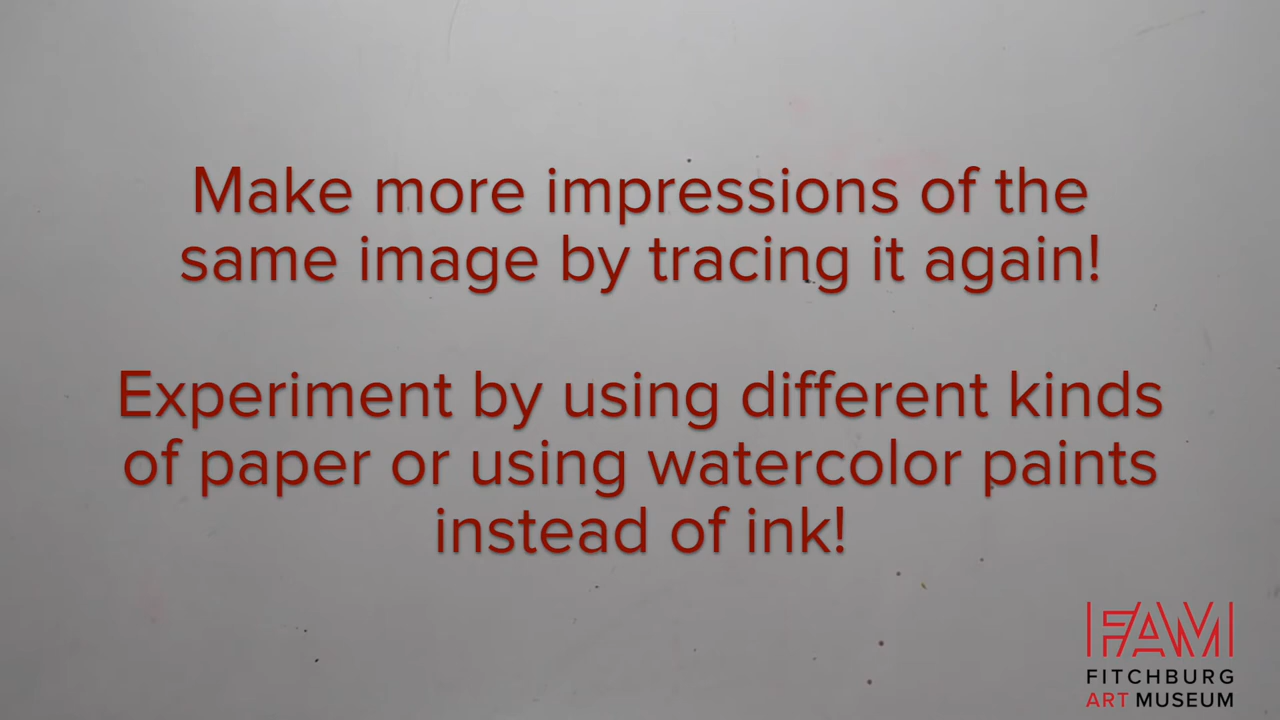 Make more impressions of the
same image by tracing it again!
Experiment by using different kinds
of paper or using watercolor paints
instead of ink!
FAM
FITCHBURG
ART MUSEUM